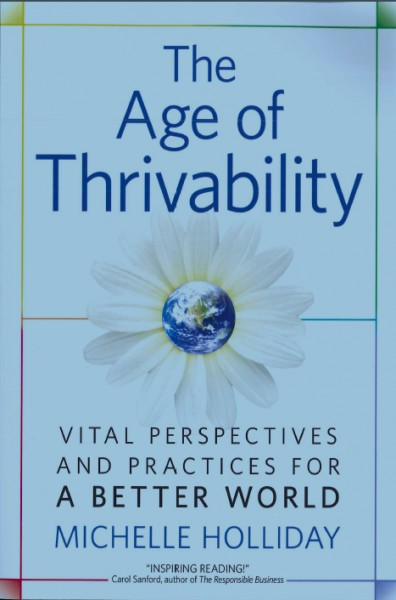 The
Age of
Thrivability
VITAL PERSPECTIVES
AND PRACTICES FOR
A BETTER WORLD
MICHELLE HOLLIDAY
"INSPIRING READING!"
Carol Sanford, author of The Responsible Business